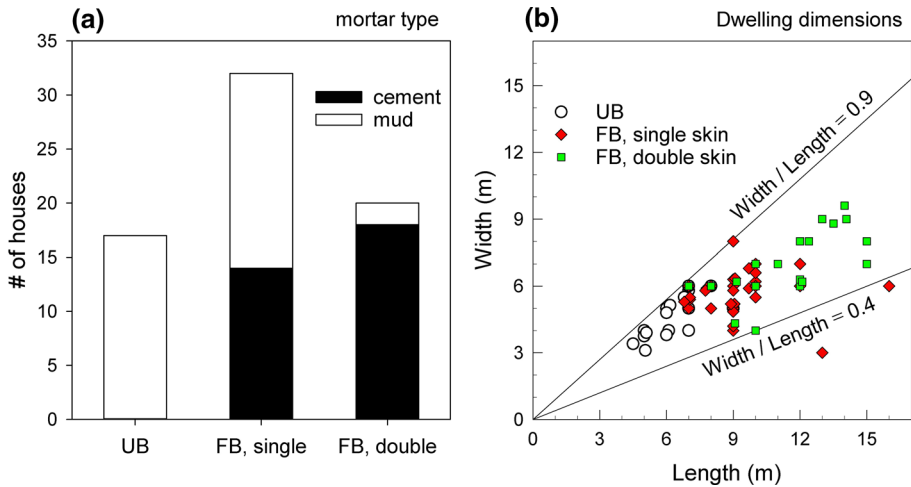 (a) mortar type
35
30
25
20
15
10
5
0
# of houses
cement
mud
UB FB, single FB, double
(b) Dwelling dimensions
15
12
9
6
3
0
Width (m)
UB
FB, single skin
FB, double skin
Width / Length = 0.9
Width / Length = 0.4
0 3 6 9 12 15
Length (m)